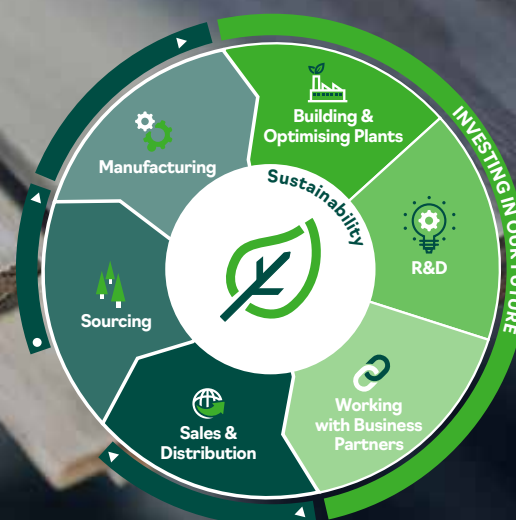 Building &
Optimising Plants
INVESTING IN OUR FUTURE
Manufacturing
Sustainability
R&D
Sourcing
Working
with Business
Partners
Sales &
Distribution